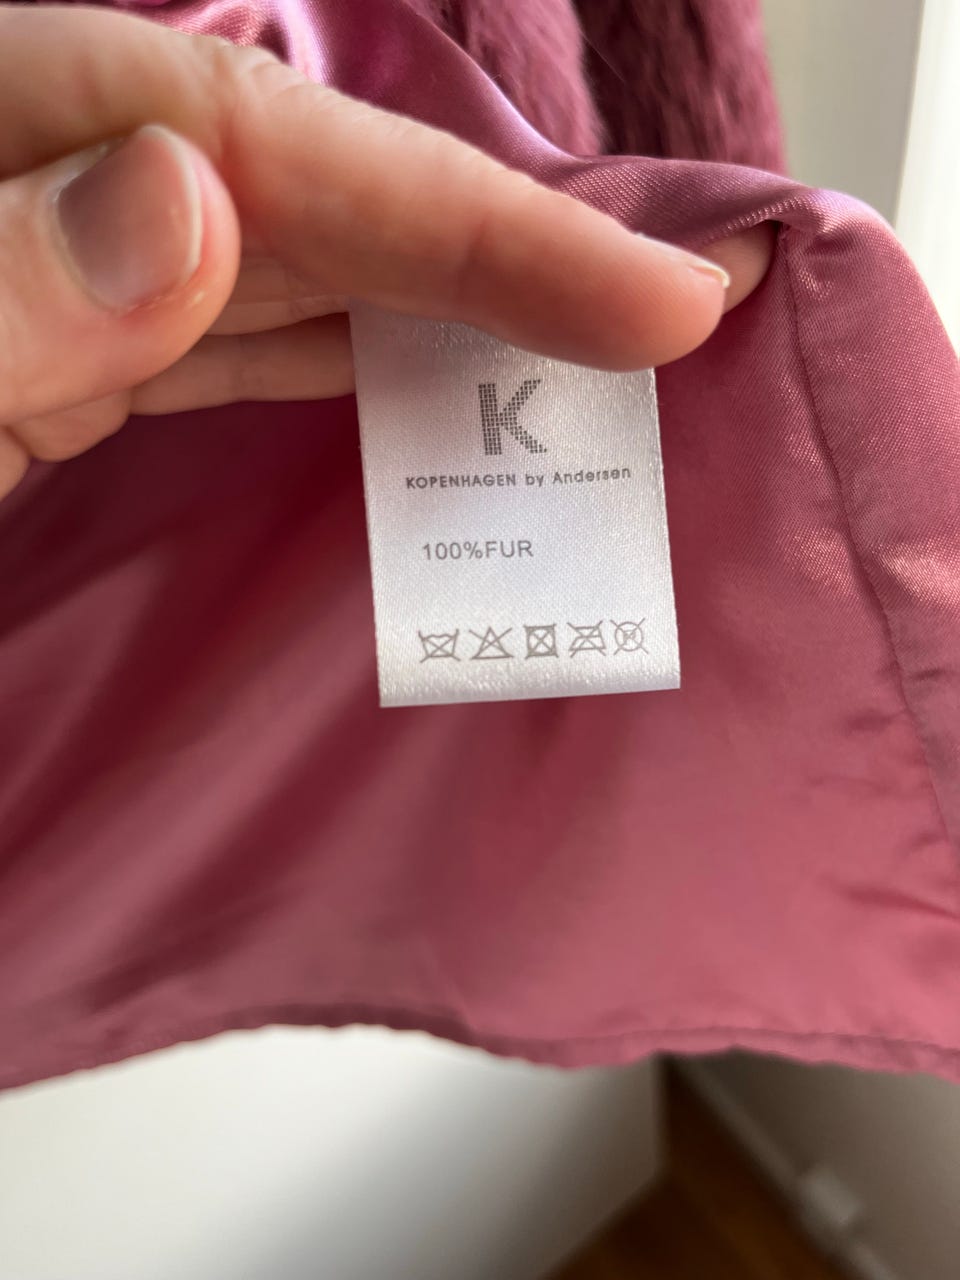 K
KOPENHAGEN by Andersen
100%FUR
P